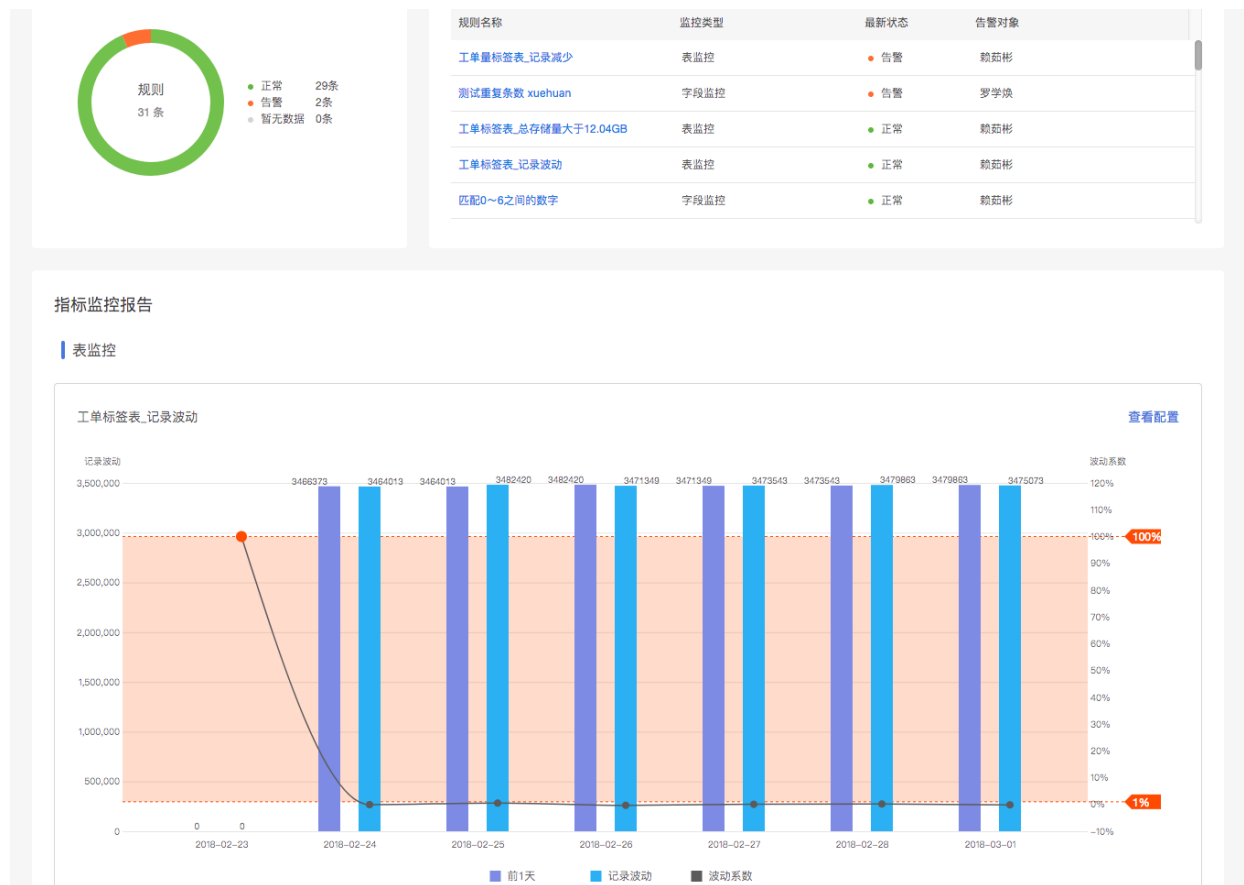 规则
31 条
正常 29条
告警 2条
暂无数据 0条
规则名称 监控类型 最新状态 告警对象
工单量标签表_记录减少 表监控 告警 赖茹彬
测试重复条数 xuehuan 字段监控 告警 罗学焕
工单标签表_总存储量大于12.04GB 表监控 正常 赖茹彬
工单标签表_记录波动 表监控 正常 赖茹彬
匹配0～6之间的数字 字段监控 正常 赖茹彬
指标监控报告
表监控
工单标签表_记录波动 查看配置
记录波动 波动系数
3466373 3464013 3464013 3482420 3482420 3471349 3471349 3473543 3473543 3479863 3479863 3475073
3,500,000 120%
110%
3,000,000 100% 100%
90%
2,500,000 80%
70%
2,000,000 60%
50%
1,500,000 40%
30%
1,000,000 20%
500,000 10%
0% 1%
0 0
0 -10%
2018-02-23 2018-02-24 2018-02-25 2018-02-26 2018-02-27 2018-02-28 2018-03-01
前1天 记录波动 波动系数